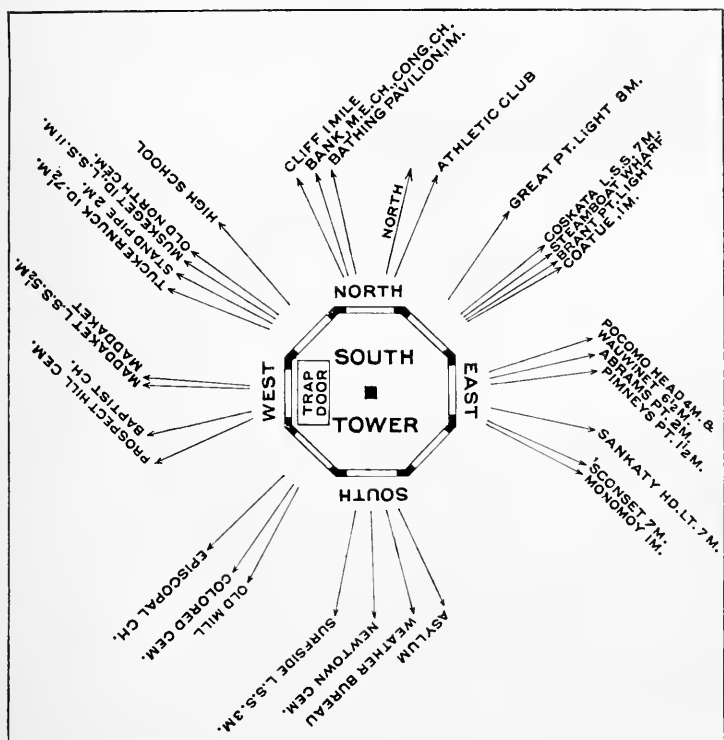 CLIFF 1 MILE
BANK, M.E. CH., CONG. CH.
BATHING PAVILION, 1M.
NORTH
ATHLETIC CLUB
GREAT PT. LIGHT 8M.
COSKATA L.S.S. 7M.
STEAMBOAT WHARF
BRANT PT. LIGHT
COATUE, 1M.
POCOMO HEAD 4M. &
WAUWINET 6½M.
ABRAMS PT. 2M.
PIMNEYS PT. 1½M.
SANKATY HD. LT. 7M.
'SCONSET 7M.
MONOMOY 1M.
ASYLUM
WEATHER BUREAU
NEWTOWN CEM.
SURFSIDE L.S.S. 3M.
OLD MILL
COLORED CEM.
EPISCOPAL CH.
PROSPECT HILL CEM.
BAPTIST CH.
MADDAKET L.S.S. 5½M.
MADDAKET
TUCKERNUCK ID. 7½M.
STAND PIPE 2M.
MUSKEGET ID. L.S.S. 11M.
OLD NORTH CEM.
HIGH SCHOOL
NORTH
EAST
SOUTH
WEST
SOUTH
TOWER
TRAP
DOOR